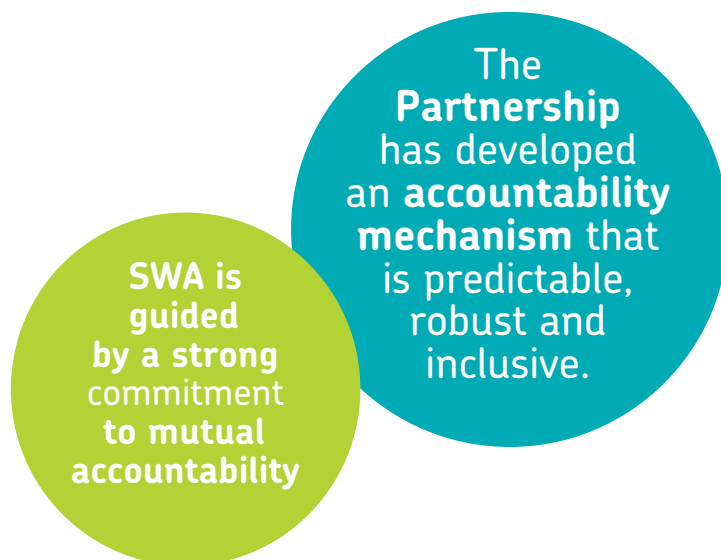 The
Partnership
has developed
an accountability
mechanism that
is predictable,
robust and
inclusive.
SWA is
guided
by a strong
commitment
to mutual
accountability